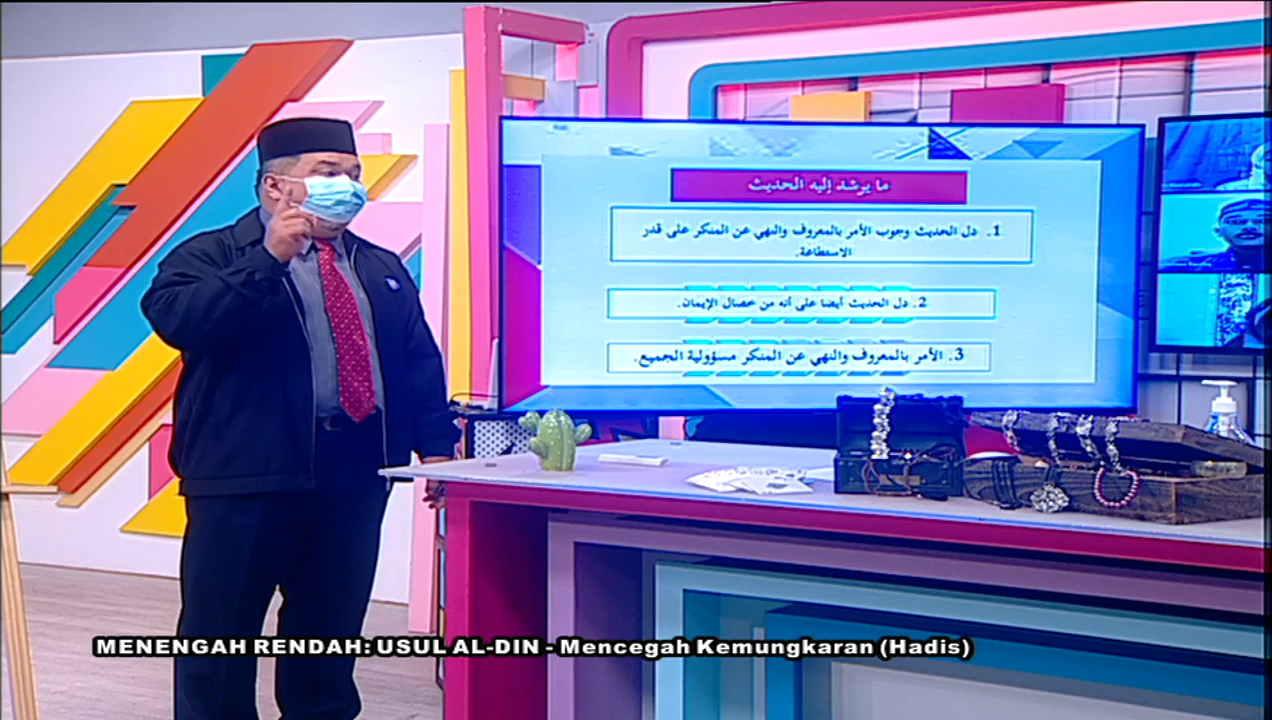 ما يرشد إليه الحديث
1. دل الحديث وجوب الأمر بالمعروف والنهي عن المنكر على قدر
الاستطاعة.
2. دل الحديث أيضا على أنه من خصال الإيمان.
3. الأمر بالمعروف والنهي عن المنكر مسؤولية الجميع.
MENENGAH RENDAH: USUL AL-DIN - Mencegah Kemungkaran (Hadis)